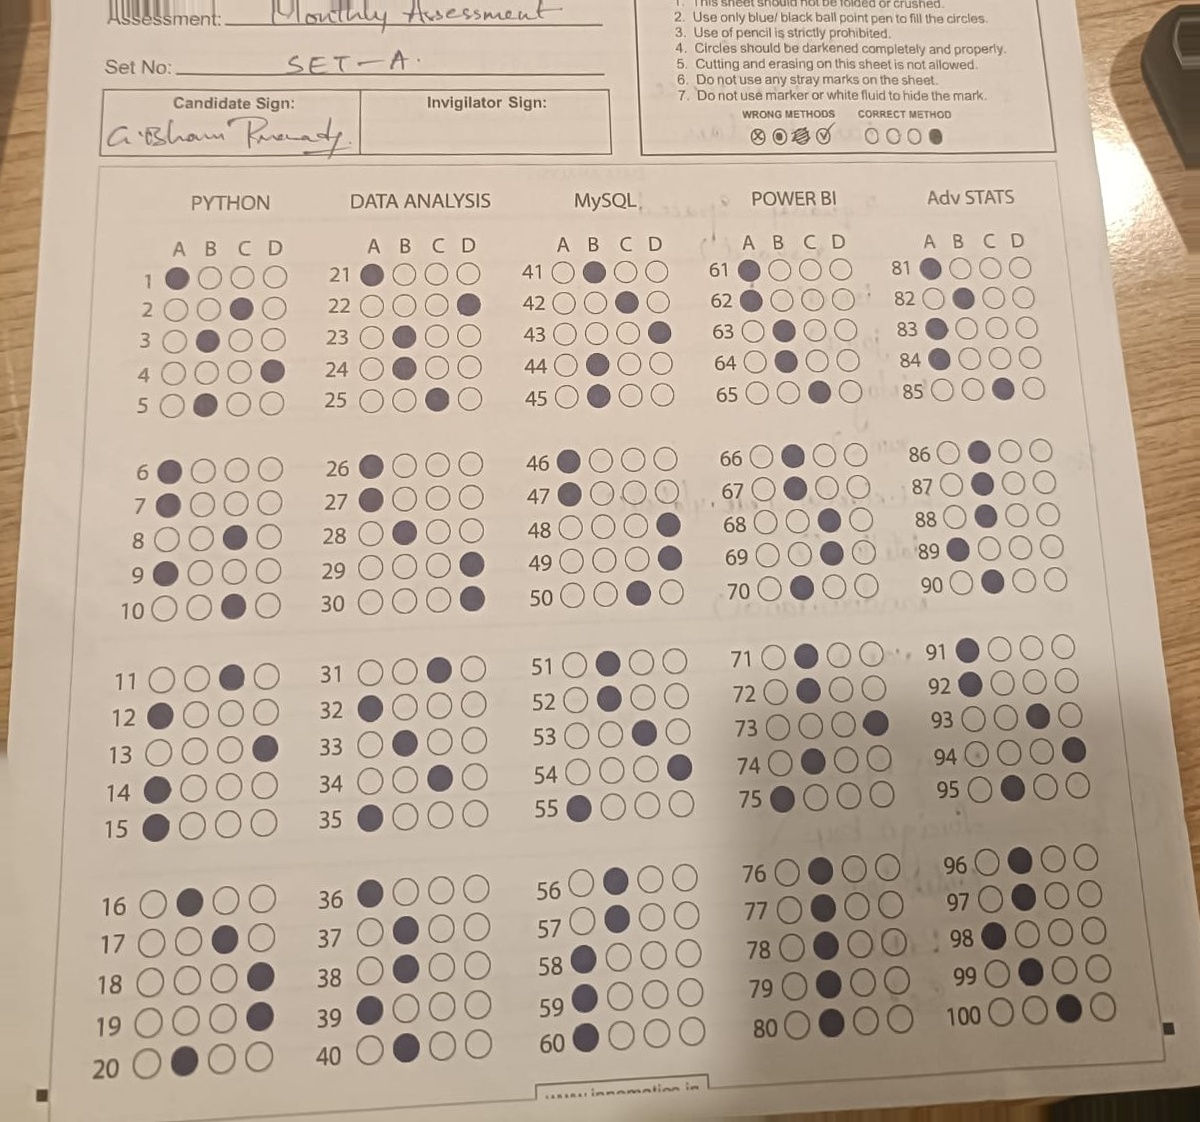 Assessment: Monthly Assessment
Set No: SET-A.
Candidate Sign:
Invigilator Sign:
1. This sheet should not be folded or crushed.
2. Use only blue/ black ball point pen to fill the circles.
3. Use of pencil is strictly prohibited.
4. Circles should be darkened completely and properly.
5. Cutting and erasing on this sheet is not allowed.
6. Do not use any stray marks on the sheet.
7. Do not use marker or white fluid to hide the mark.
WRONG METHODS CORRECT METHOD
PYTHON DATA ANALYSIS MySQL POWER BI Adv STATS
A B C D A B C D A B C D A B C D A B C D
1 21 41 61 81
2 22 42 62 82
3 23 43 63 83
4 24 44 64 84
5 25 45 65 85
6 26 46 66 86
7 27 47 67 87
8 28 48 68 88
9 29 49 69 89
10 30 50 70 90
11 31 51 71 91
12 32 52 72 92
13 33 53 73 93
14 34 54 74 94
15 35 55 75 95
16 36 56 76 96
17 37 57 77 97
18 38 58 78 98
19 39 59 79 99
20 40 60 80 100